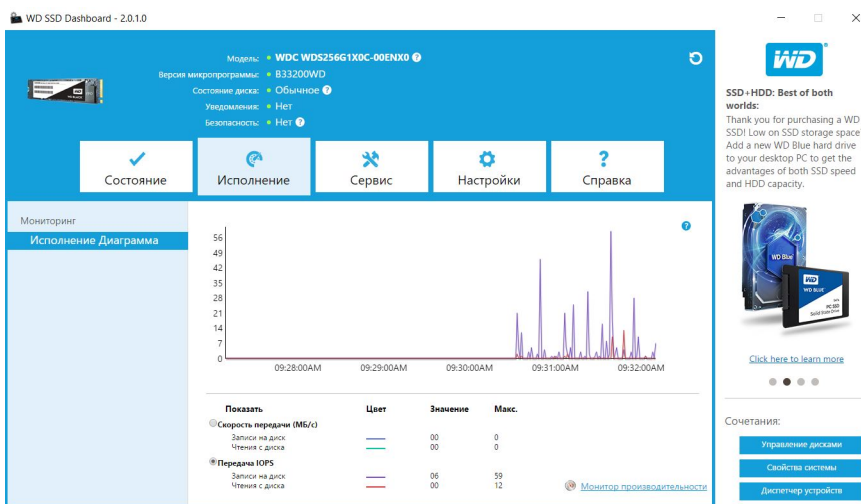 WD SSD Dashboard - 2.0.1.0
Модель: WDC WDS256G1X0C-00ENX0
Версия микропрограммы: B33200WD
Состояние диска: Обычное
Уведомления: Нет
Безопасность: Нет
Состояние
Исполнение
Сервис
Настройки
Справка
Мониторинг
Исполнение Диаграмма
56
49
42
35
28
21
14
7
0
09:28:00AM 09:29:00AM 09:30:00AM 09:31:00AM 09:32:00AM
Показать Цвет Значение Макс.
Скорость передачи (МБ/с)
Записи на диск 00 0
Чтения с диска 00 0
Передача IOPS
Записи на диск 06 59
Чтения с диска 00 12
Монитор производительности
WD
SSD+HDD: Best of both
worlds:
Thank you for purchasing a WD
SSD! Low on SSD storage space
Add a new WD Blue hard drive
to your desktop PC to get the
advantages of both SSD speed
and HDD capacity.
WD Blue
WD
WD BLUE
PC SSD
Solid State Drive
Click here to learn more
Сочетания:
Управление дисками
Свойства системы
Диспетчер устройств